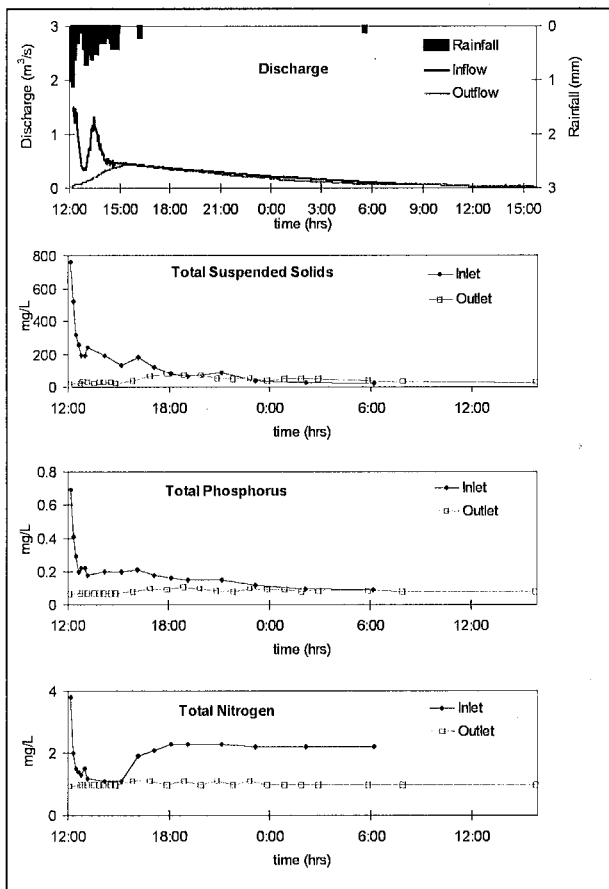 3
2
1
0
Discharge (m³/s)
Discharge
Rainfall
Inflow
Outflow
0
1
2
3
Rainfall (mm)
12:00 15:00 18:00 21:00 0:00 3:00 6:00 9:00 12:00 15:00
time (hrs)
800
600
400
200
0
mg/L
Total Suspended Solids
Inlet
Outlet
12:00 18:00 0:00 6:00 12:00
time (hrs)
0.8
0.6
0.4
0.2
0
mg/L
Total Phosphorus
Inlet
Outlet
12:00 18:00 0:00 6:00 12:00
time (hrs)
4
2
0
mg/L
Total Nitrogen
Inlet
Outlet
12:00 18:00 0:00 6:00 12:00
time (hrs)